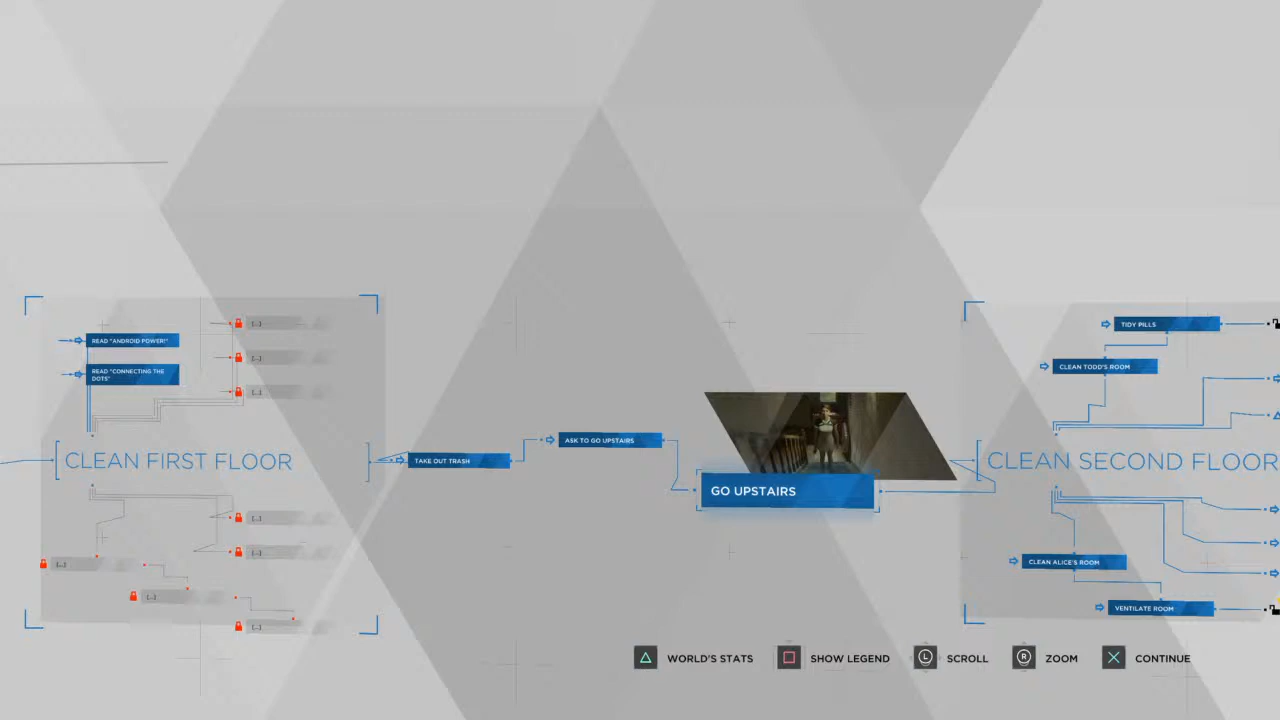 READ "ANDROID POWER!"
READ "CONNECTING THE
DOTS"
[...]
[...]
[...]
CLEAN FIRST FLOOR
[...]
[...]
[...]
[...]
[...]
TAKE OUT TRASH
ASK TO GO UPSTAIRS
GO UPSTAIRS
TIDY PILLS
CLEAN TODD'S ROOM
CLEAN SECOND FLOOR
CLEAN ALICE'S ROOM
VENTILATE ROOM
WORLD'S STATS
SHOW LEGEND
L SCROLL
R ZOOM
CONTINUE